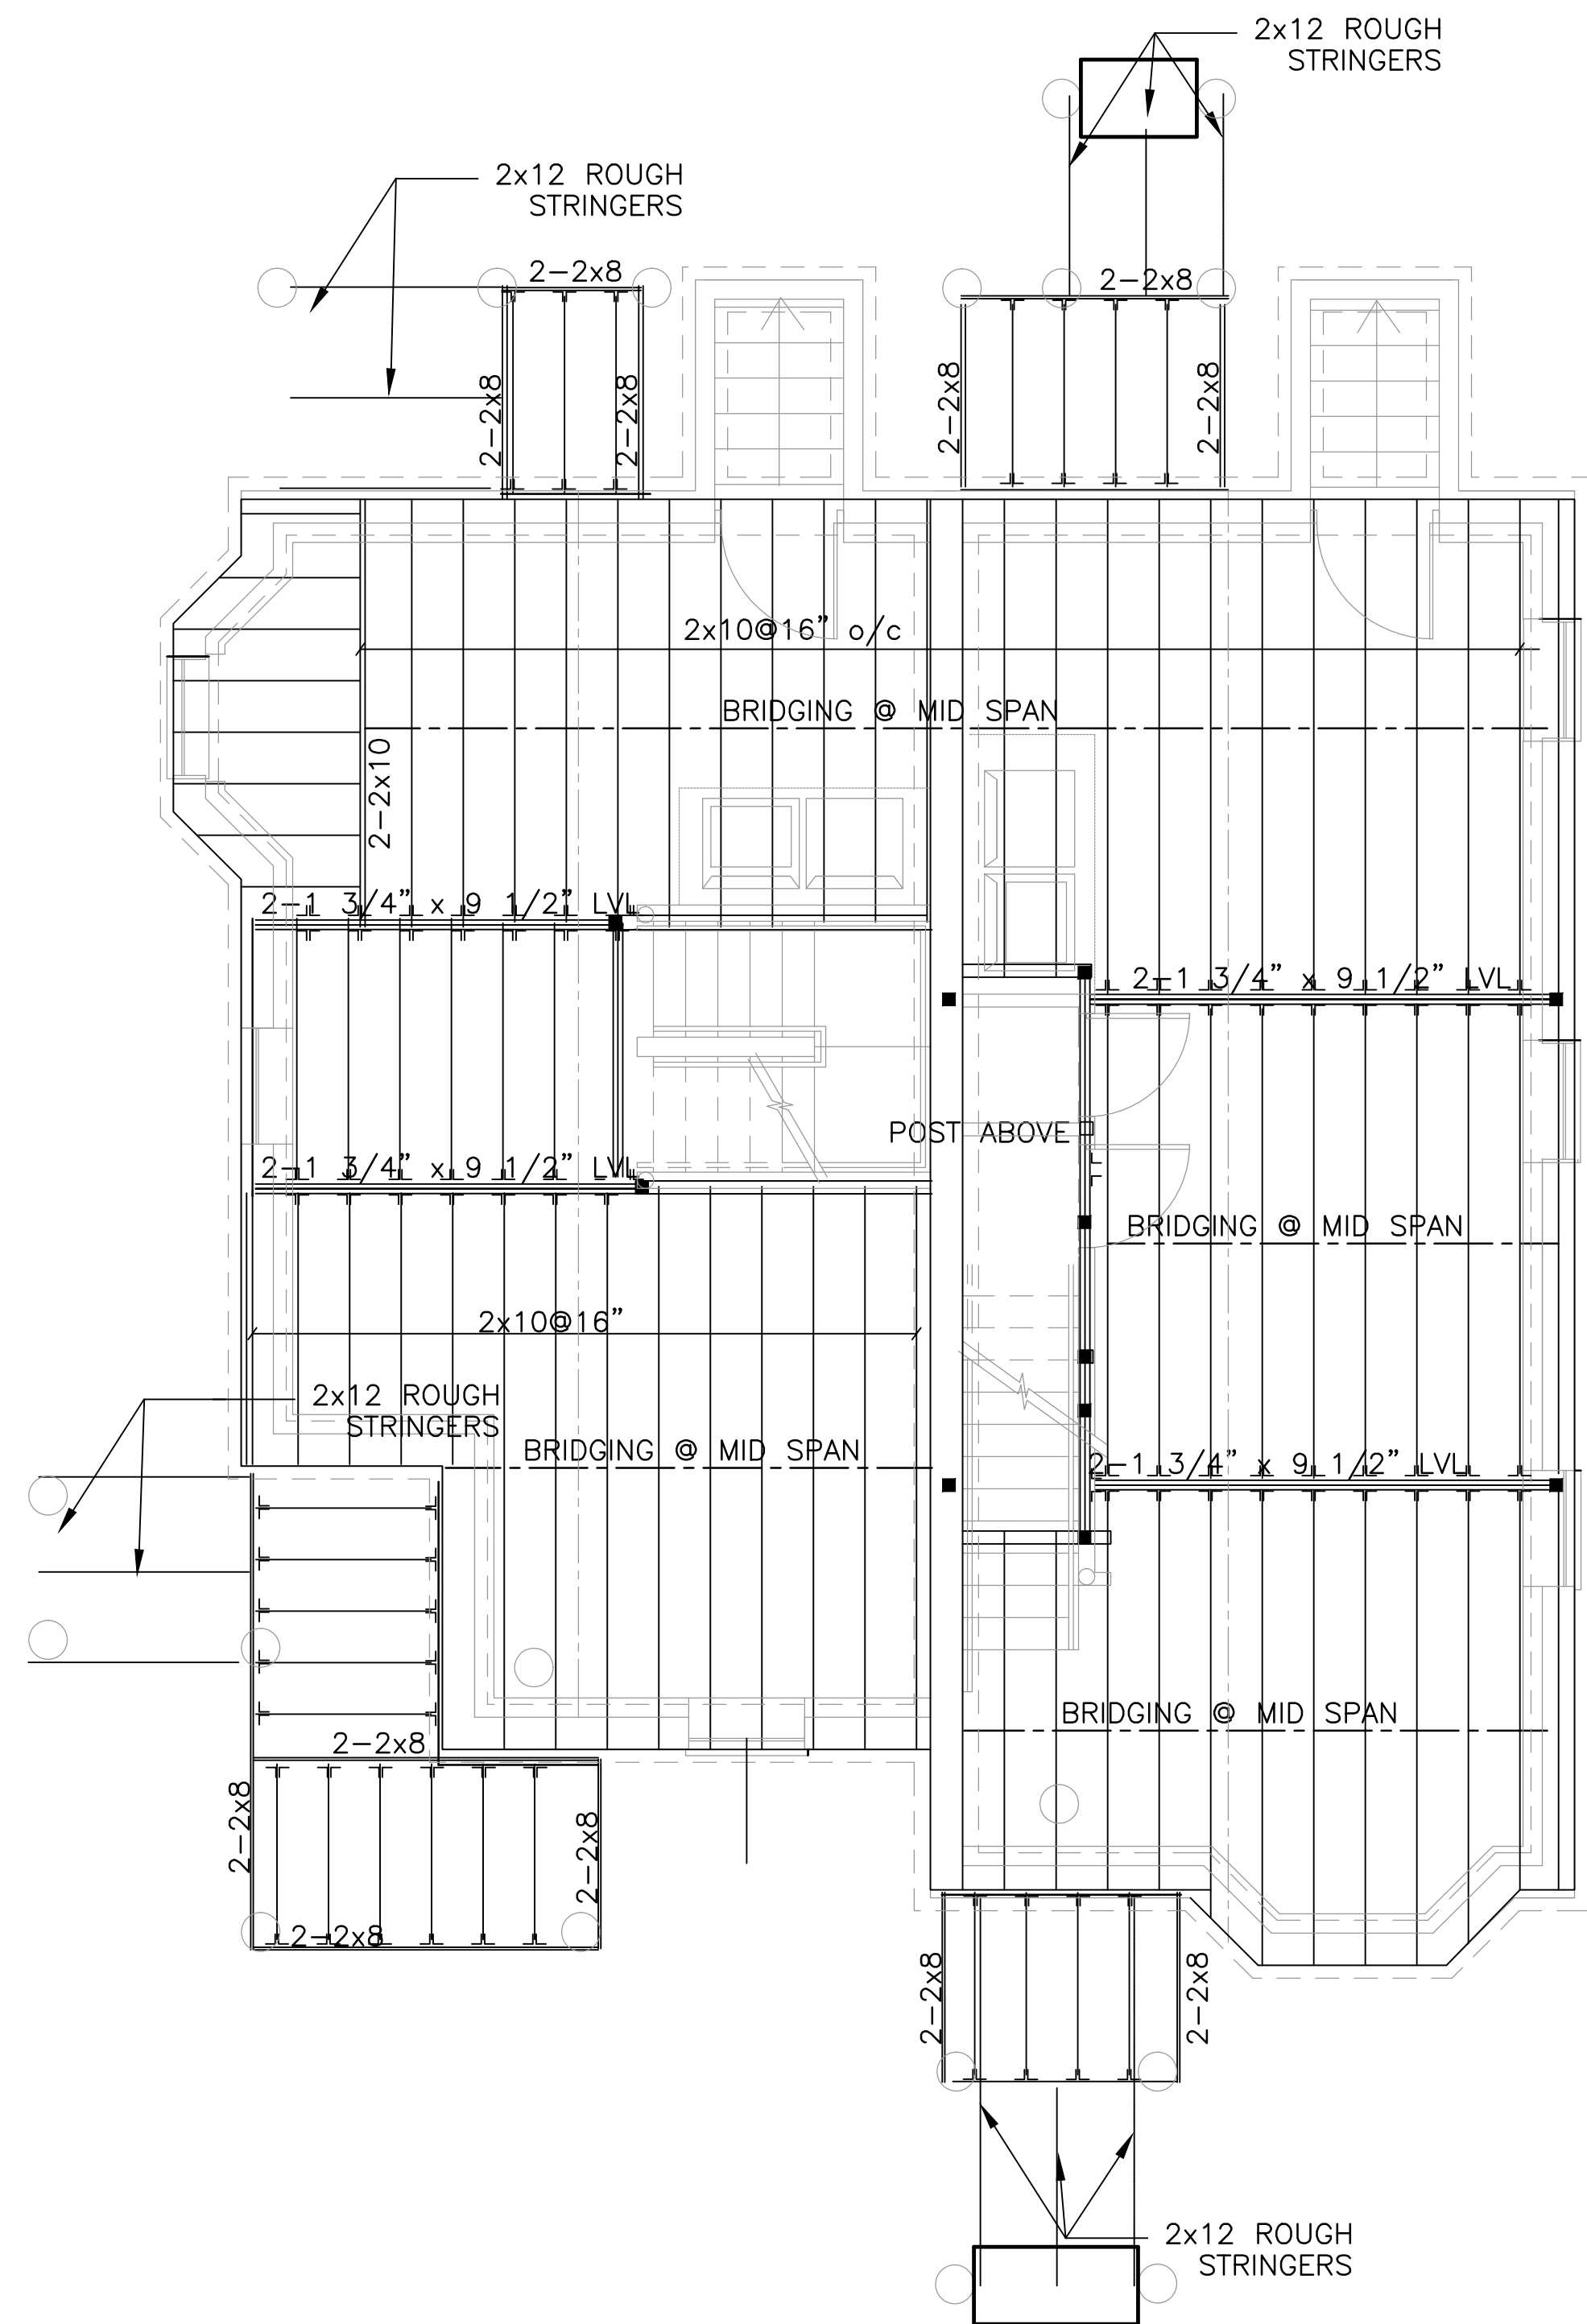 2x12 ROUGH
STRINGERS
2x12 ROUGH
STRINGERS
2-2x8
2-2x8
2-2x8
2-2x8
2-2x8
2-2x8
2x10@16" o/c
BRIDGING @ MID SPAN
2-2x10
2-1 3/4" x 9 1/2" LVL
2-1 3/4" x 9 1/2" LVL
POST ABOVE
2-1 3/4" x 9 1/2" LVL
BRIDGING @ MID SPAN
2x10@16"
2x12 ROUGH
STRINGERS
BRIDGING @ MID SPAN
2-1 3/4" x 9 1/2" LVL
BRIDGING @ MID SPAN
2-2x8
2-2x8
2-2x8
2-2x8
2-2x8
2-2x8
2x12 ROUGH
STRINGERS